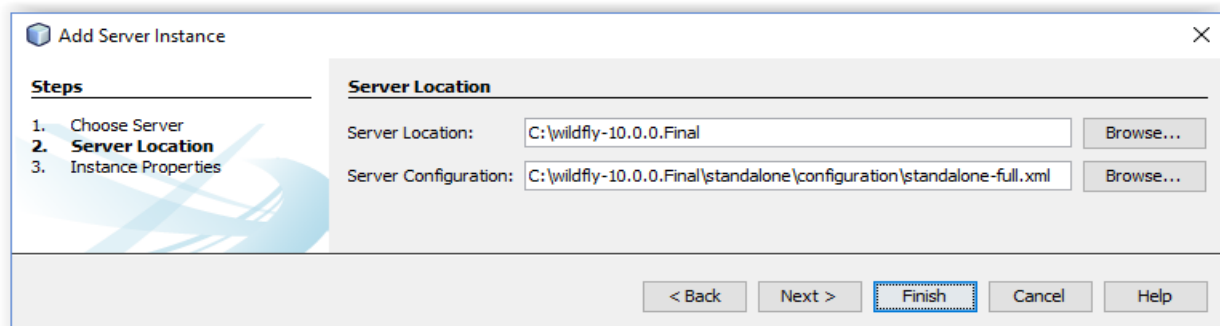 Add Server Instance
Steps
1. Choose Server
2. Server Location
3. Instance Properties
Server Location
Server Location: C:\wildfly-10.0.0.Final Browse...
Server Configuration: C:\wildfly-10.0.0.Final\standalone\configuration\standalone-full.xml Browse...
< Back Next > Finish Cancel Help